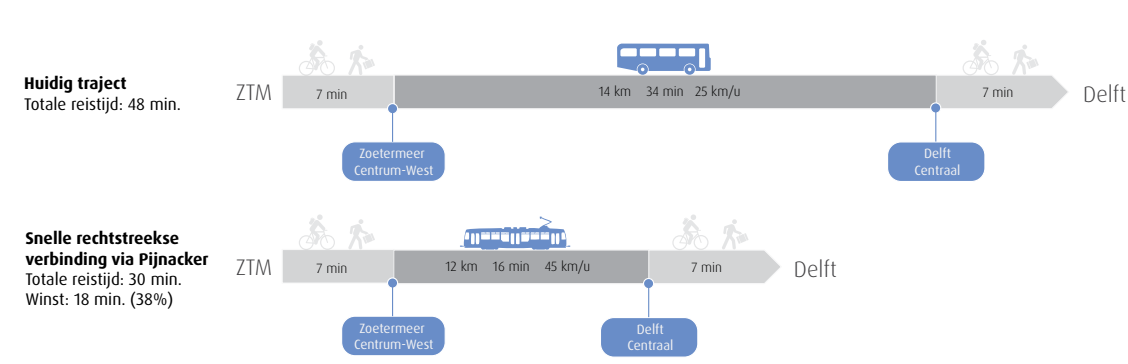 Huidig traject
Totale reistijd: 48 min.
ZTM
7 min
14 km 34 min 25 km/u
7 min
Delft
Zoetermeer
Centrum-West
Delft
Centraal
Snelle rechtstreekse
verbinding via Pijnacker
Totale reistijd: 30 min.
Winst: 18 min. (38%)
ZTM
7 min
12 km 16 min 45 km/u
7 min
Delft
Zoetermeer
Centrum-West
Delft
Centraal